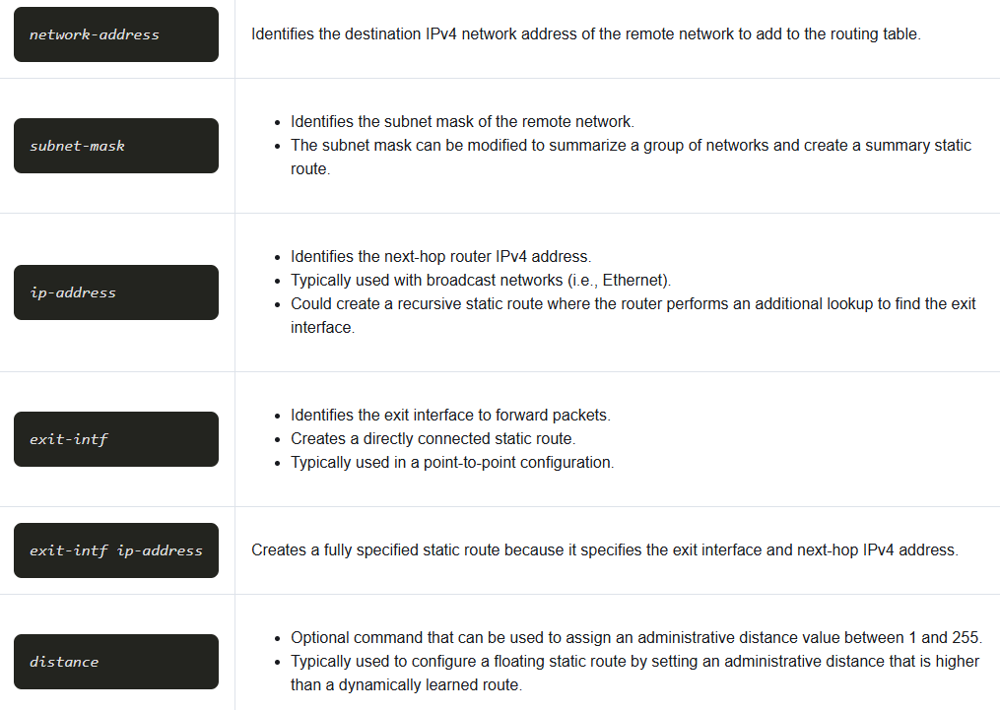 network-address
Identifies the destination IPv4 network address of the remote network to add to the routing table.
subnet-mask
• Identifies the subnet mask of the remote network.
• The subnet mask can be modified to summarize a group of networks and create a summary static
route.
ip-address
• Identifies the next-hop router IPv4 address.
• Typically used with broadcast networks (i.e., Ethernet).
• Could create a recursive static route where the router performs an additional lookup to find the exit
interface.
exit-intf
• Identifies the exit interface to forward packets.
• Creates a directly connected static route.
• Typically used in a point-to-point configuration.
exit-intf ip-address
Creates a fully specified static route because it specifies the exit interface and next-hop IPv4 address.
distance
• Optional command that can be used to assign an administrative distance value between 1 and 255.
• Typically used to configure a floating static route by setting an administrative distance that is higher
than a dynamically learned route.